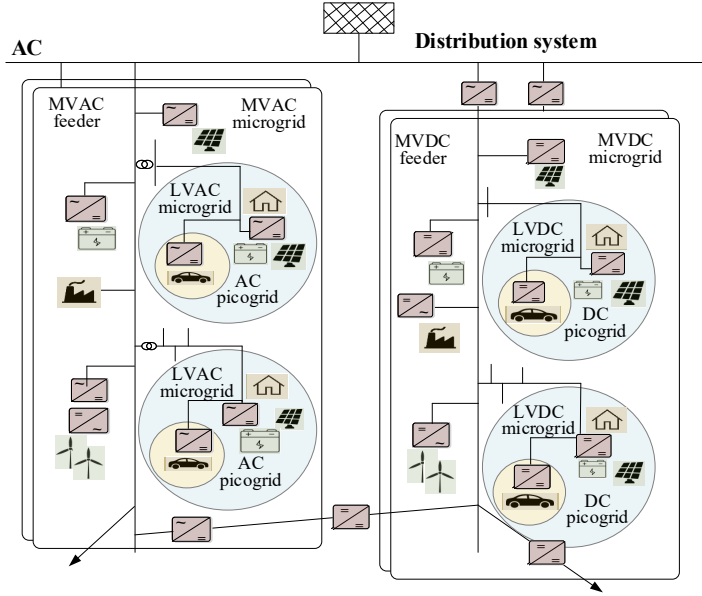 AC
Distribution system
MVAC
feeder
MVAC
microgrid
LVAC
microgrid
AC
picogrid
LVAC
microgrid
AC
picogrid
MVDC
feeder
MVDC
microgrid
LVDC
microgrid
DC
picogrid
LVDC
microgrid
DC
picogrid